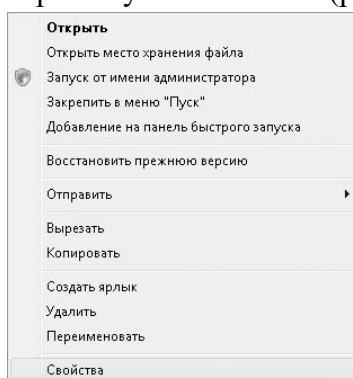 Открыть
Открыть место хранения файла
Запуск от имени администратора
Закрепить в меню "Пуск"
Добавление на панель быстрого запуска
Восстановить прежнюю версию
Отправить
Вырезать
Копировать
Создать ярлык
Удалить
Переименовать
Свойства